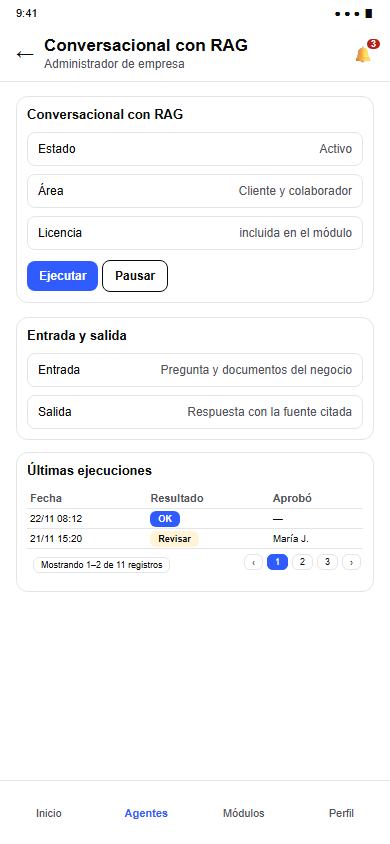 9:41
← Conversacional con RAG
Administrador de empresa
3
Conversacional con RAG
Estado Activo
Área Cliente y colaborador
Licencia incluida en el módulo
Ejecutar Pausar
Entrada y salida
Entrada Pregunta y documentos del negocio
Salida Respuesta con la fuente citada
Últimas ejecuciones
Fecha Resultado Aprobó
22/11 08:12 OK —
21/11 15:20 Revisar María J.
Mostrando 1–2 de 11 registros ‹ 1 2 3 ›
Inicio Agentes Módulos Perfil